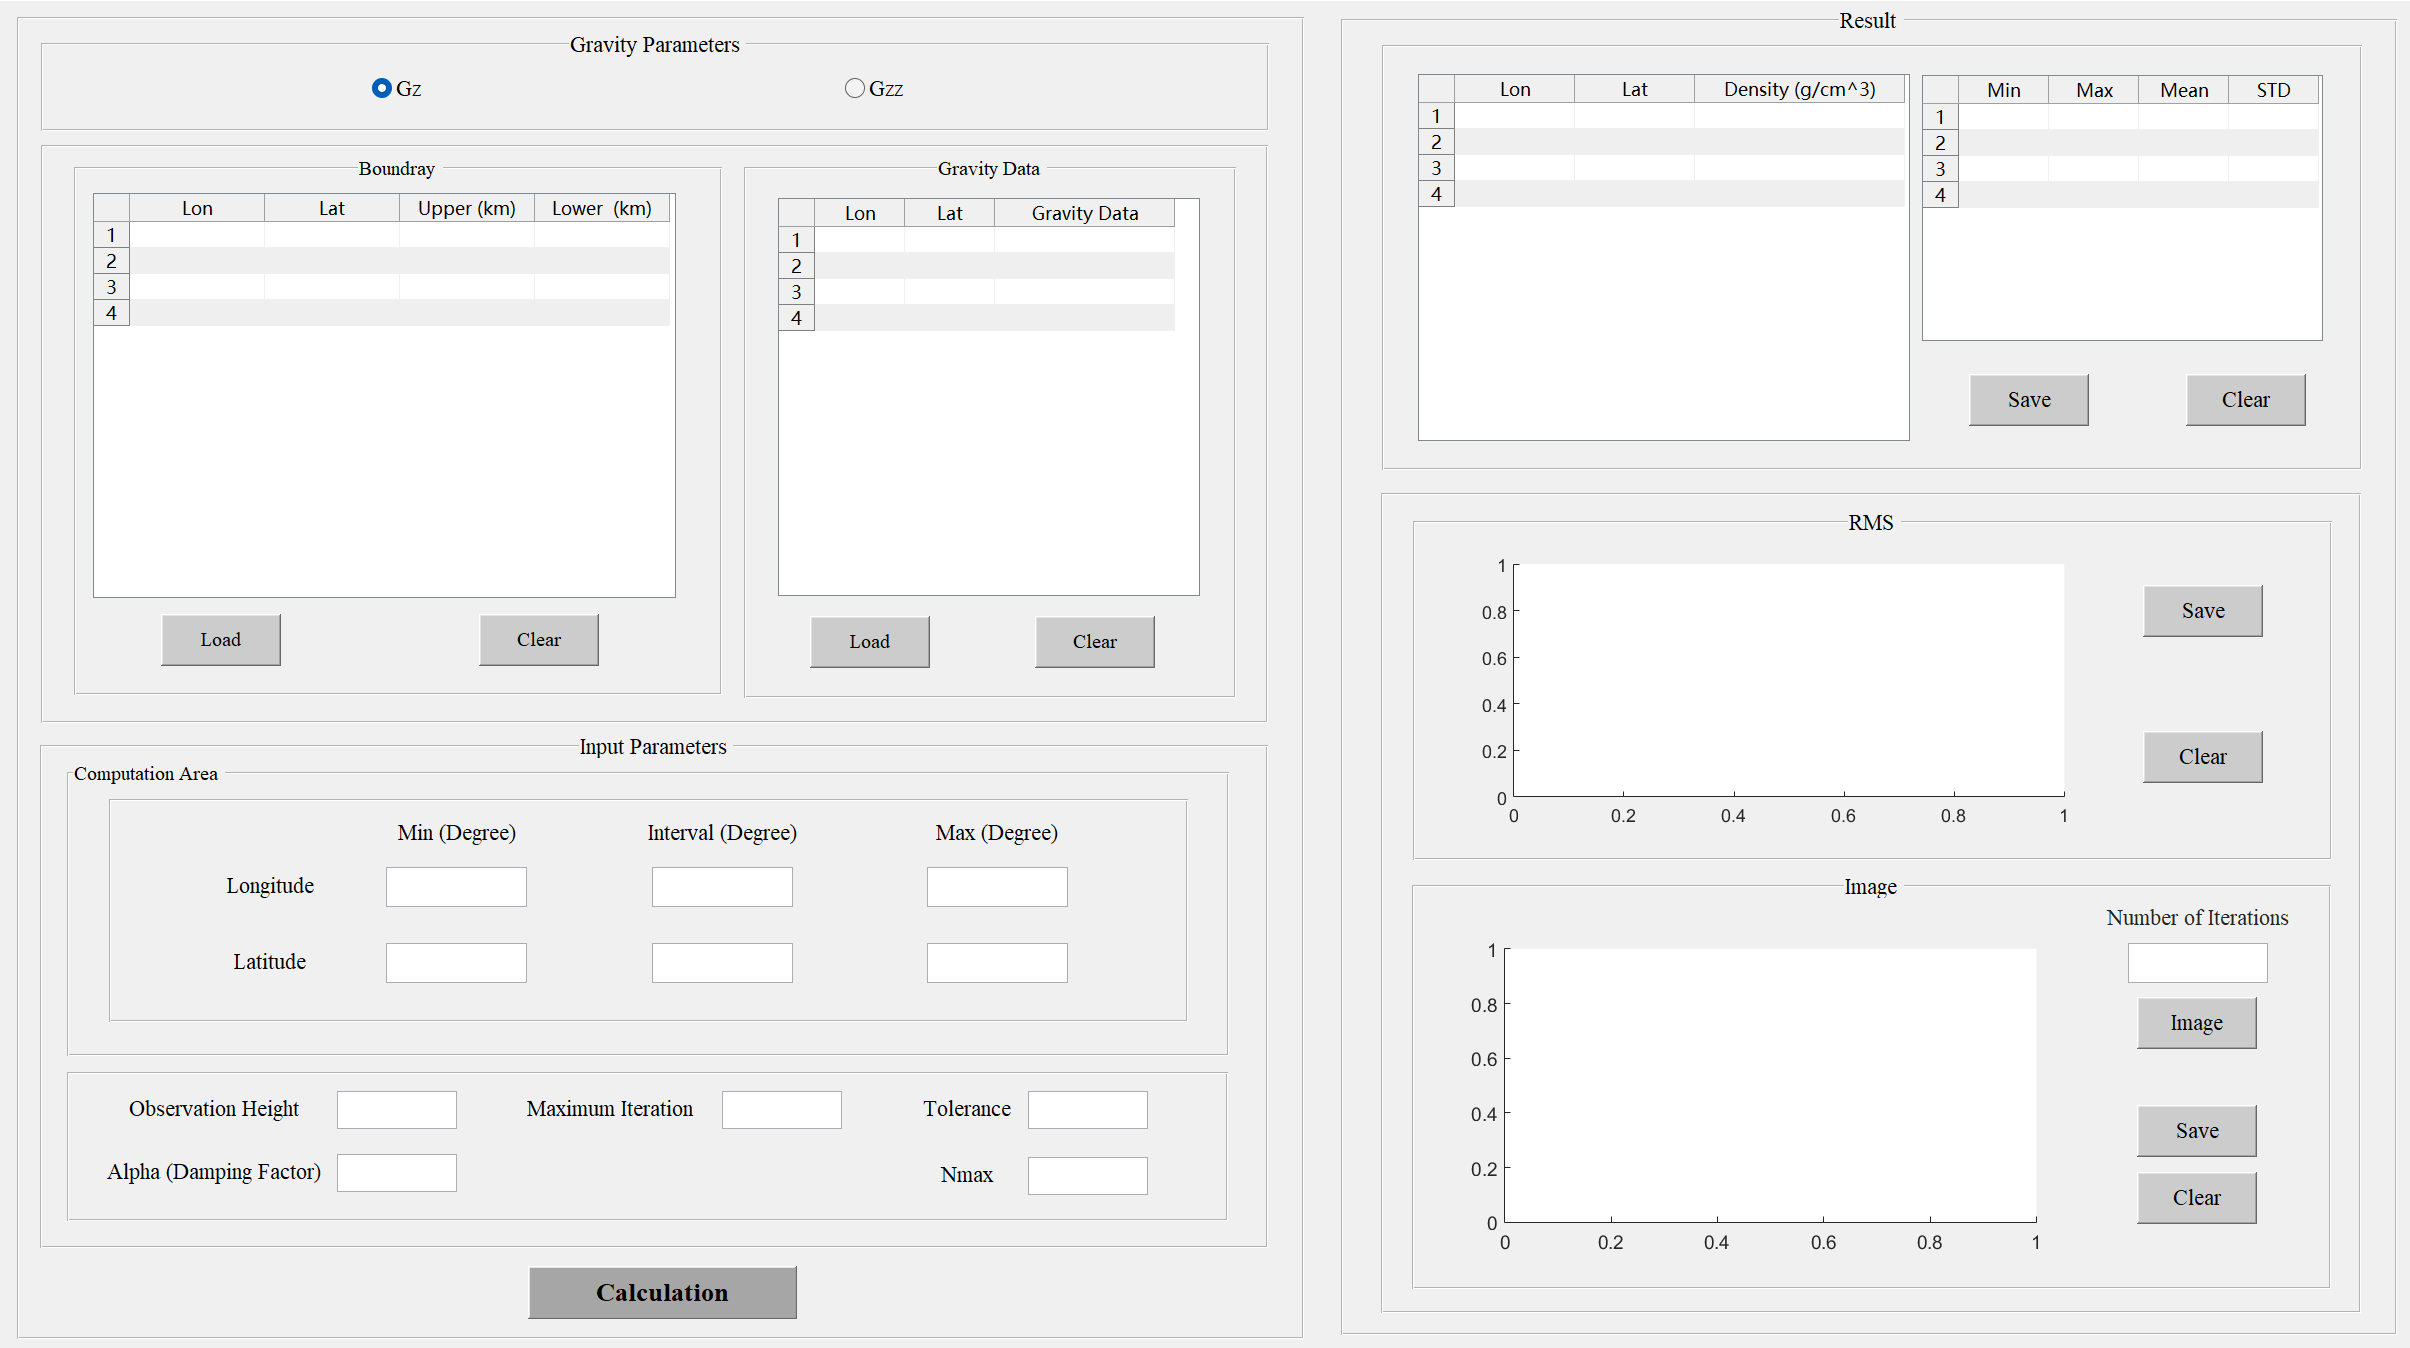 Gravity Parameters
Gz
Gzz
Boundray
Lon Lat Upper (km) Lower (km)
1
2
3
4
Load
Clear
Gravity Data
Lon Lat Gravity Data
1
2
3
4
Load
Clear
Input Parameters
Computation Area
Min (Degree) Interval (Degree) Max (Degree)
Longitude
Latitude
Observation Height
Maximum Iteration
Tolerance
Alpha (Damping Factor)
Nmax
Calculation
Result
Lon Lat Density (g/cm^3)
1
2
3
4
Min Max Mean STD
1
2
3
4
Save
Clear
RMS
1
0.8
0.6
0.4
0.2
0
0 0.2 0.4 0.6 0.8 1
Save
Clear
Image
Number of Iterations
1
0.8
0.6
0.4
0.2
0
0 0.2 0.4 0.6 0.8 1
Image
Save
Clear